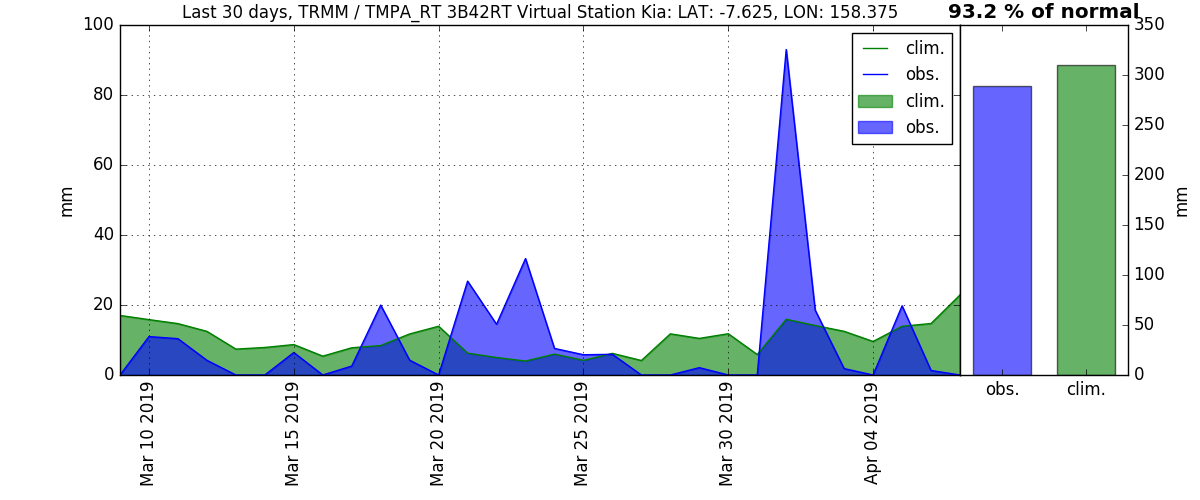 Last 30 days, TRMM / TMPA_RT 3B42RT Virtual Station Kia: LAT: -7.625, LON: 158.375
93.2 % of normal
100
80
60
40
20
0
mm
clim.
obs.
clim.
obs.
350
300
250
200
150
100
50
0
mm
Mar 10 2019
Mar 15 2019
Mar 20 2019
Mar 25 2019
Mar 30 2019
Apr 04 2019
obs.
clim.